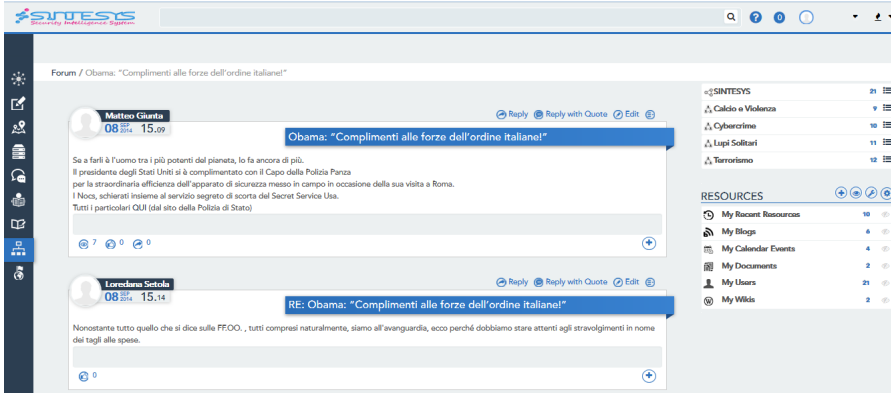 SINTESYS
Security Intelligence System
?
0
Forum / Obama: "Complimenti alle forze dell'ordine italiane!"
Matteo Giunta
08 SEP 2014 15.09
Reply Reply with Quote Edit
Obama: "Complimenti alle forze dell'ordine italiane!"
Se a farli è l'uomo tra i più potenti del pianeta, lo fa ancora di più.
Il presidente degli Stati Uniti si è complimentato con il Capo della Polizia Panza
per la straordinaria efficienza dell'apparato di sicurezza messo in campo in occasione della sua visita a Roma.
I Nocs, schierati insieme al servizio segreto di scorta del Secret Service Usa.
Tutti i particolari QUI (dal sito della Polizia di Stato)
7 0 0
Loredana Setola
08 SEP 2014 15.14
Reply Reply with Quote Edit
RE: Obama: "Complimenti alle forze dell'ordine italiane!"
Nonostante tutto quello che si dice sulle FF.OO. , tutti compresi naturalmente, siamo all'avanguardia, ecco perché dobbiamo stare attenti agli stravolgimenti in nome
dei tagli alle spese.
0
SINTESYS 21
Calcio e Violenza 9
Cybercrime 10
Lupi Solitari 11
Terrorismo 12
RESOURCES
My Recent Resources 10
My Blogs 6
My Calendar Events 4
My Documents 2
My Users 21
My Wikis 2